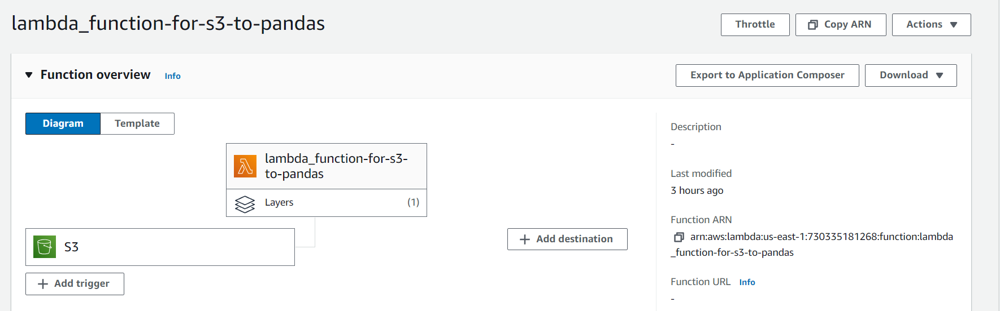 lambda_function-for-s3-to-pandas
Throttle
Copy ARN
Actions
Function overview
Info
Export to Application Composer
Download
Diagram
Template
lambda_function-for-s3-
to-pandas
Layers
(1)
S3
Add trigger
Add destination
Description
-
Last modified
3 hours ago
Function ARN
arn:aws:lambda:us-east-1:730335181268:function:lambda
_function-for-s3-to-pandas
Function URL
Info
-